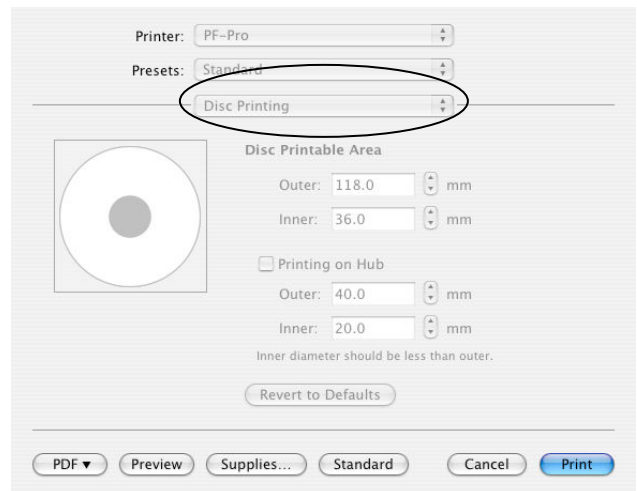 Printer: PF-Pro
Presets: Standard
Disc Printing
Disc Printable Area
Outer: 118.0 mm
Inner: 36.0 mm
Printing on Hub
Outer: 40.0 mm
Inner: 20.0 mm
Inner diameter should be less than outer.
Revert to Defaults
PDF ▼ Preview Supplies... Standard Cancel Print